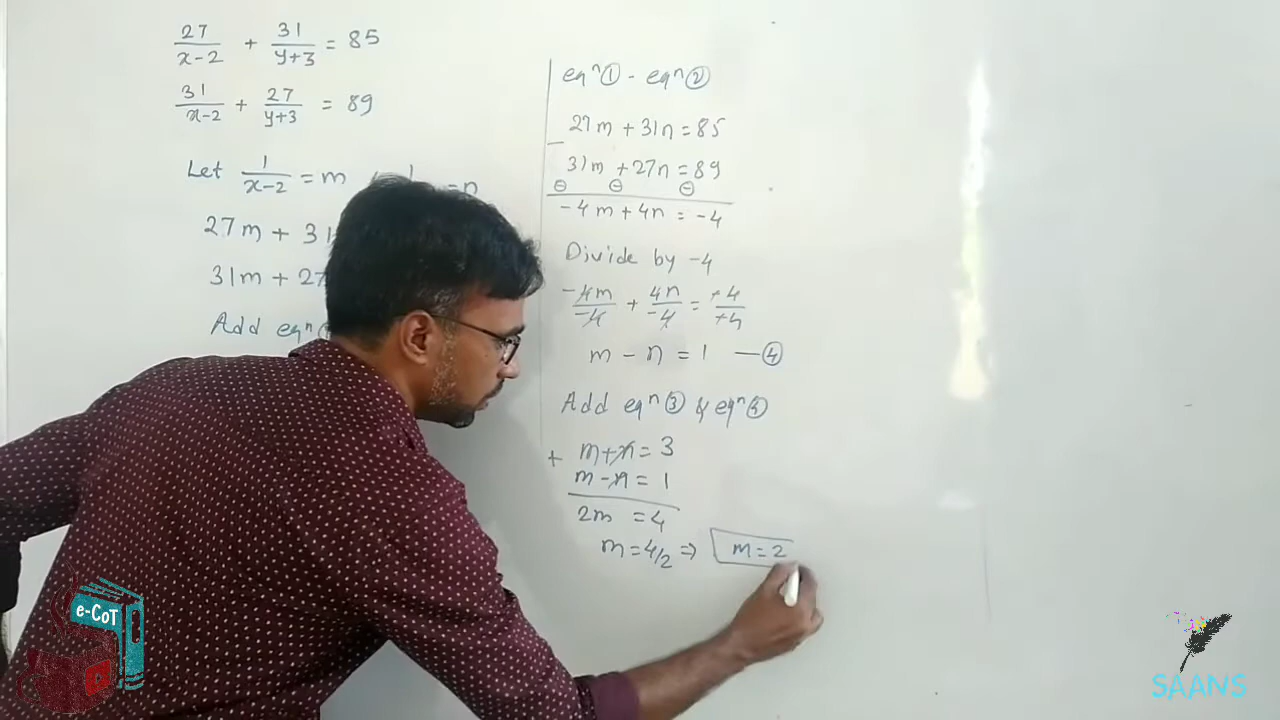 27/(x-2) + 31/(y+3) = 85
31/(x-2) + 27/(y+3) = 89
Let 1/(x-2) = m
= n
27m + 31
31m + 27
Add eqⁿ
eqⁿ① - eqⁿ②
27m + 31n = 85
− 31m + 27n = 89
⊖ ⊖ ⊖
-4m + 4n = -4
Divide by -4
-4m/-4 + 4n/-4 = -4/-4
m - n = 1 —④
Add eqⁿ③ & eqⁿ④
+ m + n = 3
m - n = 1
2m = 4
m = 4/2 ⇒ m = 2
e-CoT
SAANS